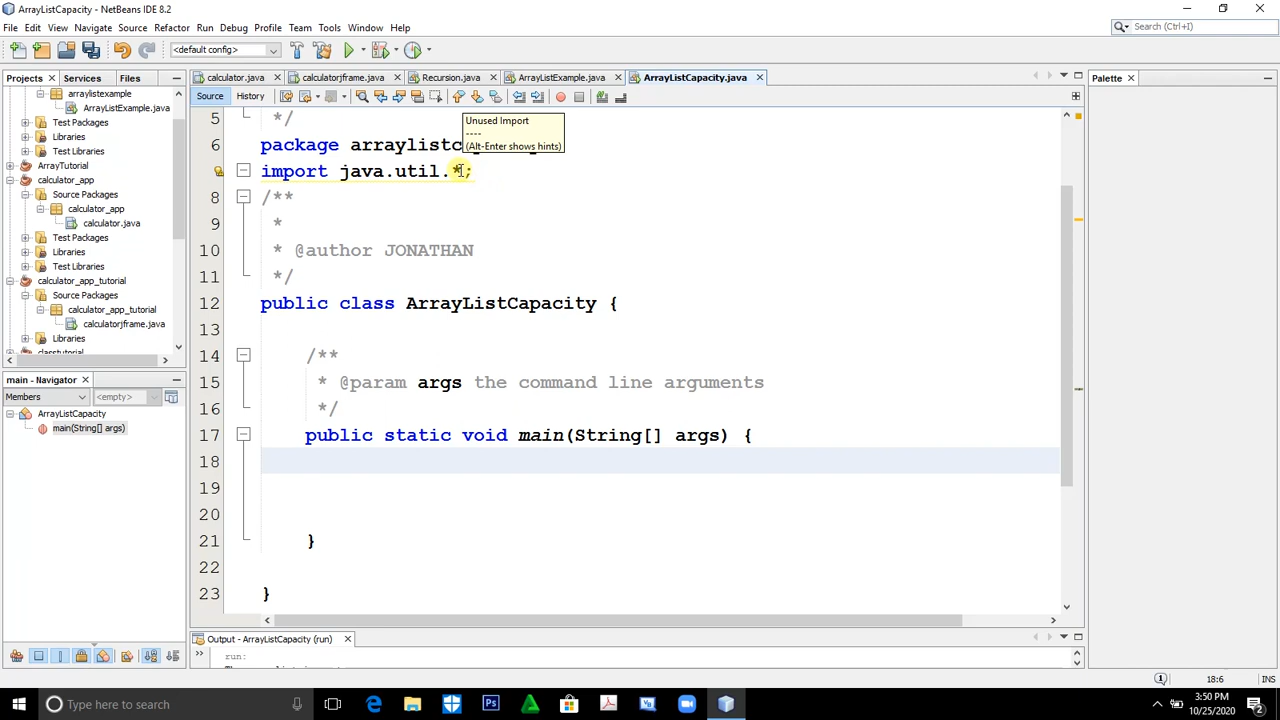 ArrayListCapacity - NetBeans IDE 8.2
File Edit View Navigate Source Refactor Run Debug Profile Team Tools Window Help
Search (Ctrl+I)
<default config>
Projects Services Files
calculator.java calculatorjframe.java Recursion.java ArrayListExample.java ArrayListCapacity.java
Palette
Source History
arraylistexample
ArrayListExample.java
Test Packages
Libraries
Test Libraries
ArrayTutorial
calculator_app
Source Packages
calculator_app
calculator.java
Test Packages
Libraries
Test Libraries
calculator_app_tutorial
Source Packages
calculator_app_tutorial
calculatorjframe.java
Libraries
classtutorial
main - Navigator
Members <empty>
ArrayListCapacity
main(String[] args)
Unused Import
----
(Alt-Enter shows hints)
5 */
6 package arraylistc
import java.util.*;
8 /**
9 *
10 * @author JONATHAN
11 */
12 public class ArrayListCapacity {
13
14 /**
15 * @param args the command line arguments
16 */
17 public static void main(String[] args) {
18
19
20
21 }
22
23 }
Output - ArrayListCapacity (run)
run:
18:6 INS
Type here to search
3:50 PM
10/25/2020